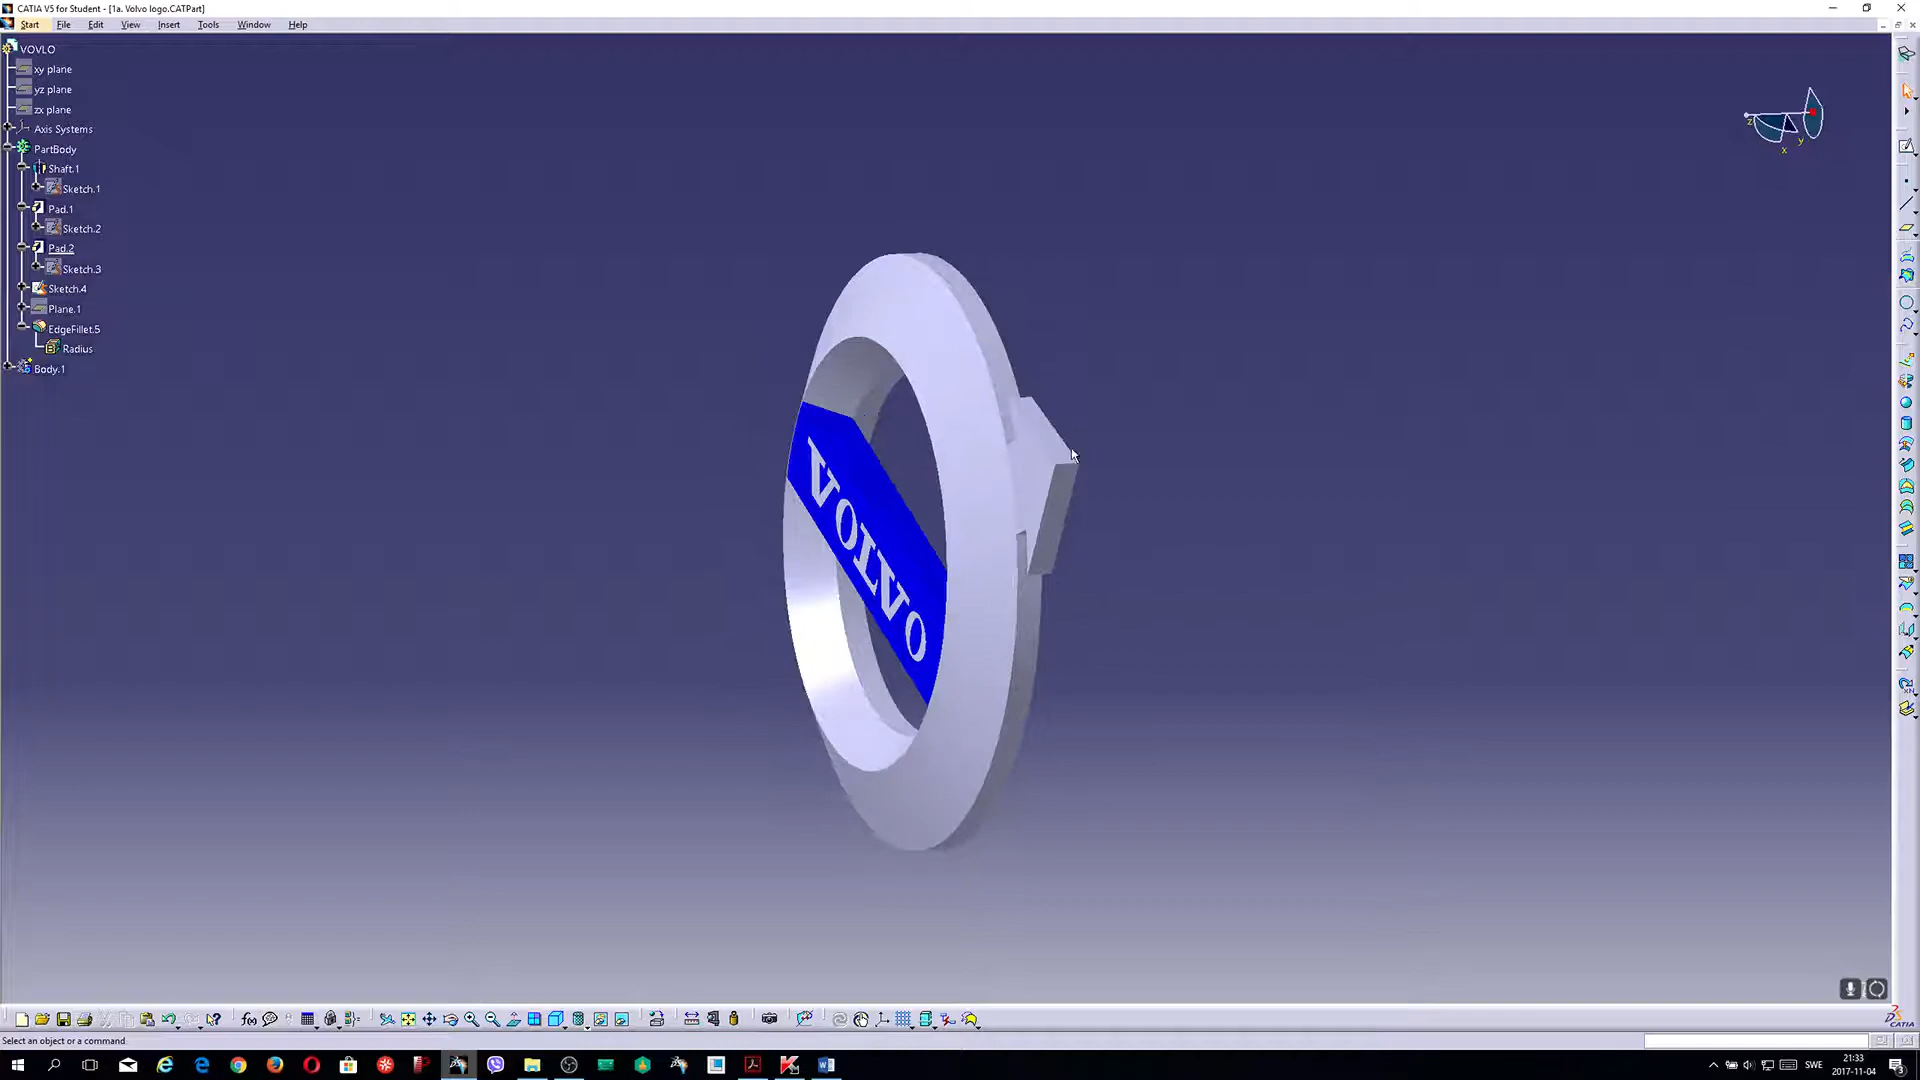 CATIA V5 for Student - [1a. Volvo logo.CATPart]
Start File Edit View Insert Tools Window Help
VOVLO
xy plane
yz plane
zx plane
Axis Systems
PartBody
Shaft.1
Sketch.1
Pad.1
Sketch.2
Pad.2
Sketch.3
Sketch.4
Plane.1
EdgeFillet.5
Radius
Body.1
z
x
y
VOLVO
f(x)
CATIA
Select an object or a command
SWE
21:33
2017-11-04